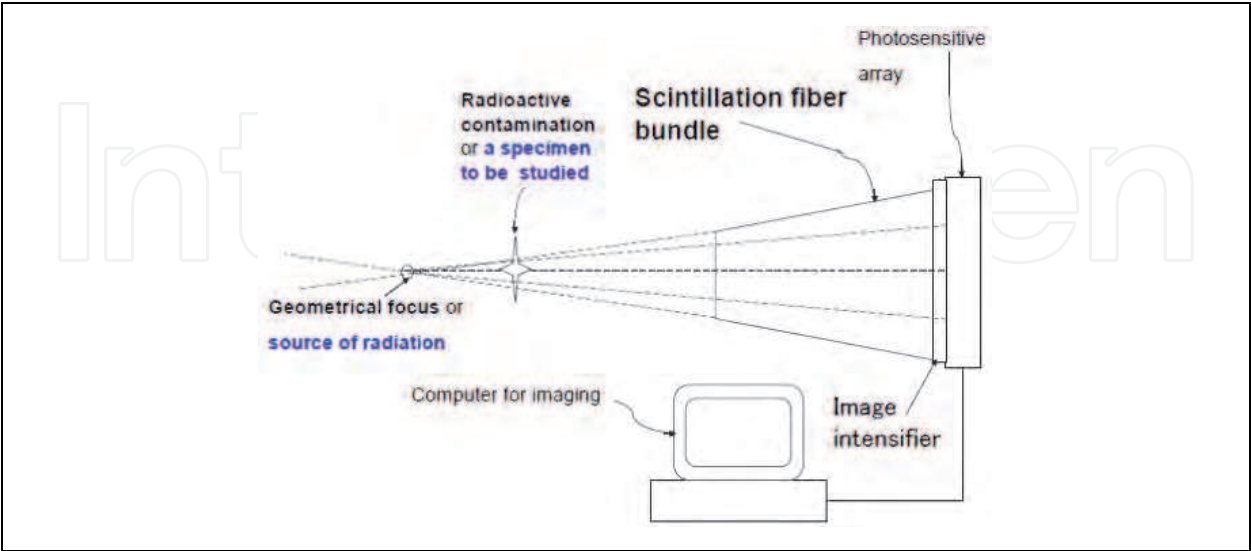 Photosensitive
array
Scintillation fiber
bundle
Radioactive
contamination
or a specimen
to be studied
Geometrical focus or
source of radiation
Computer for imaging
Image
intensifier